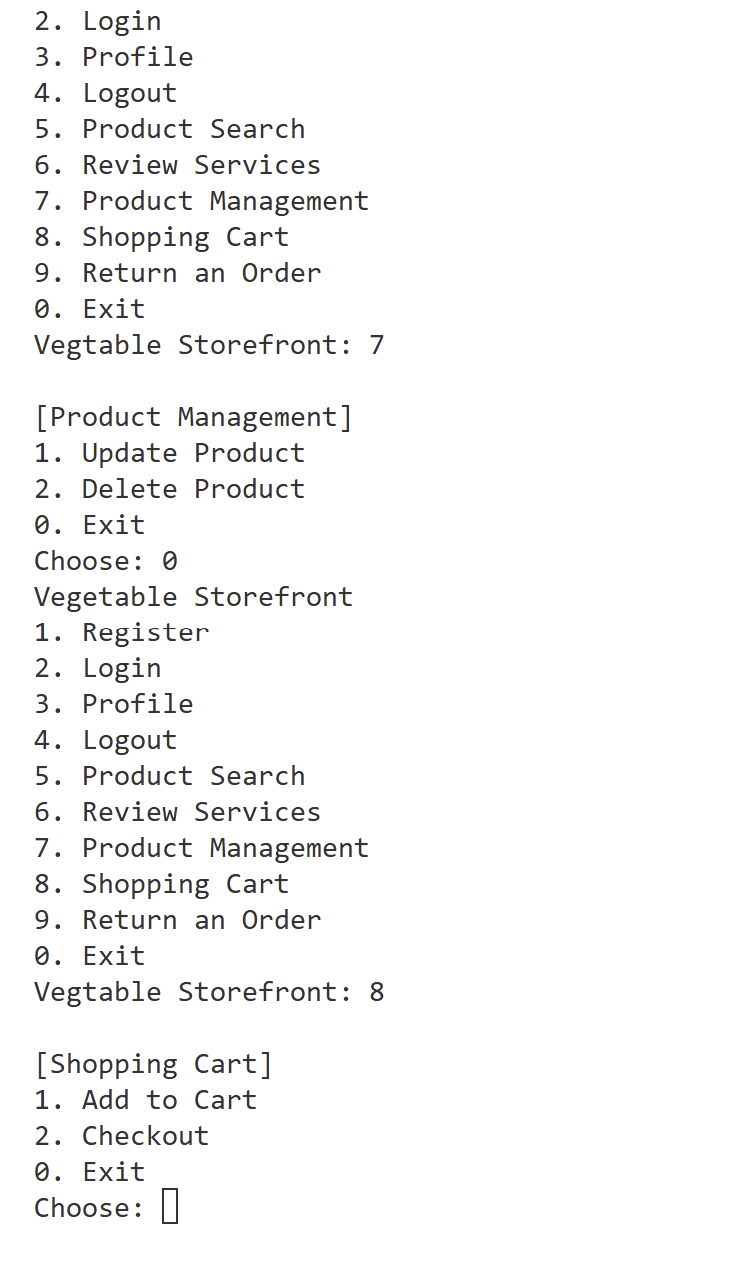 2. Login
3. Profile
4. Logout
5. Product Search
6. Review Services
7. Product Management
8. Shopping Cart
9. Return an Order
0. Exit
Vegtable Storefront: 7
[Product Management]
1. Update Product
2. Delete Product
0. Exit
Choose: 0
Vegetable Storefront
1. Register
2. Login
3. Profile
4. Logout
5. Product Search
6. Review Services
7. Product Management
8. Shopping Cart
9. Return an Order
0. Exit
Vegtable Storefront: 8
[Shopping Cart]
1. Add to Cart
2. Checkout
0. Exit
Choose: